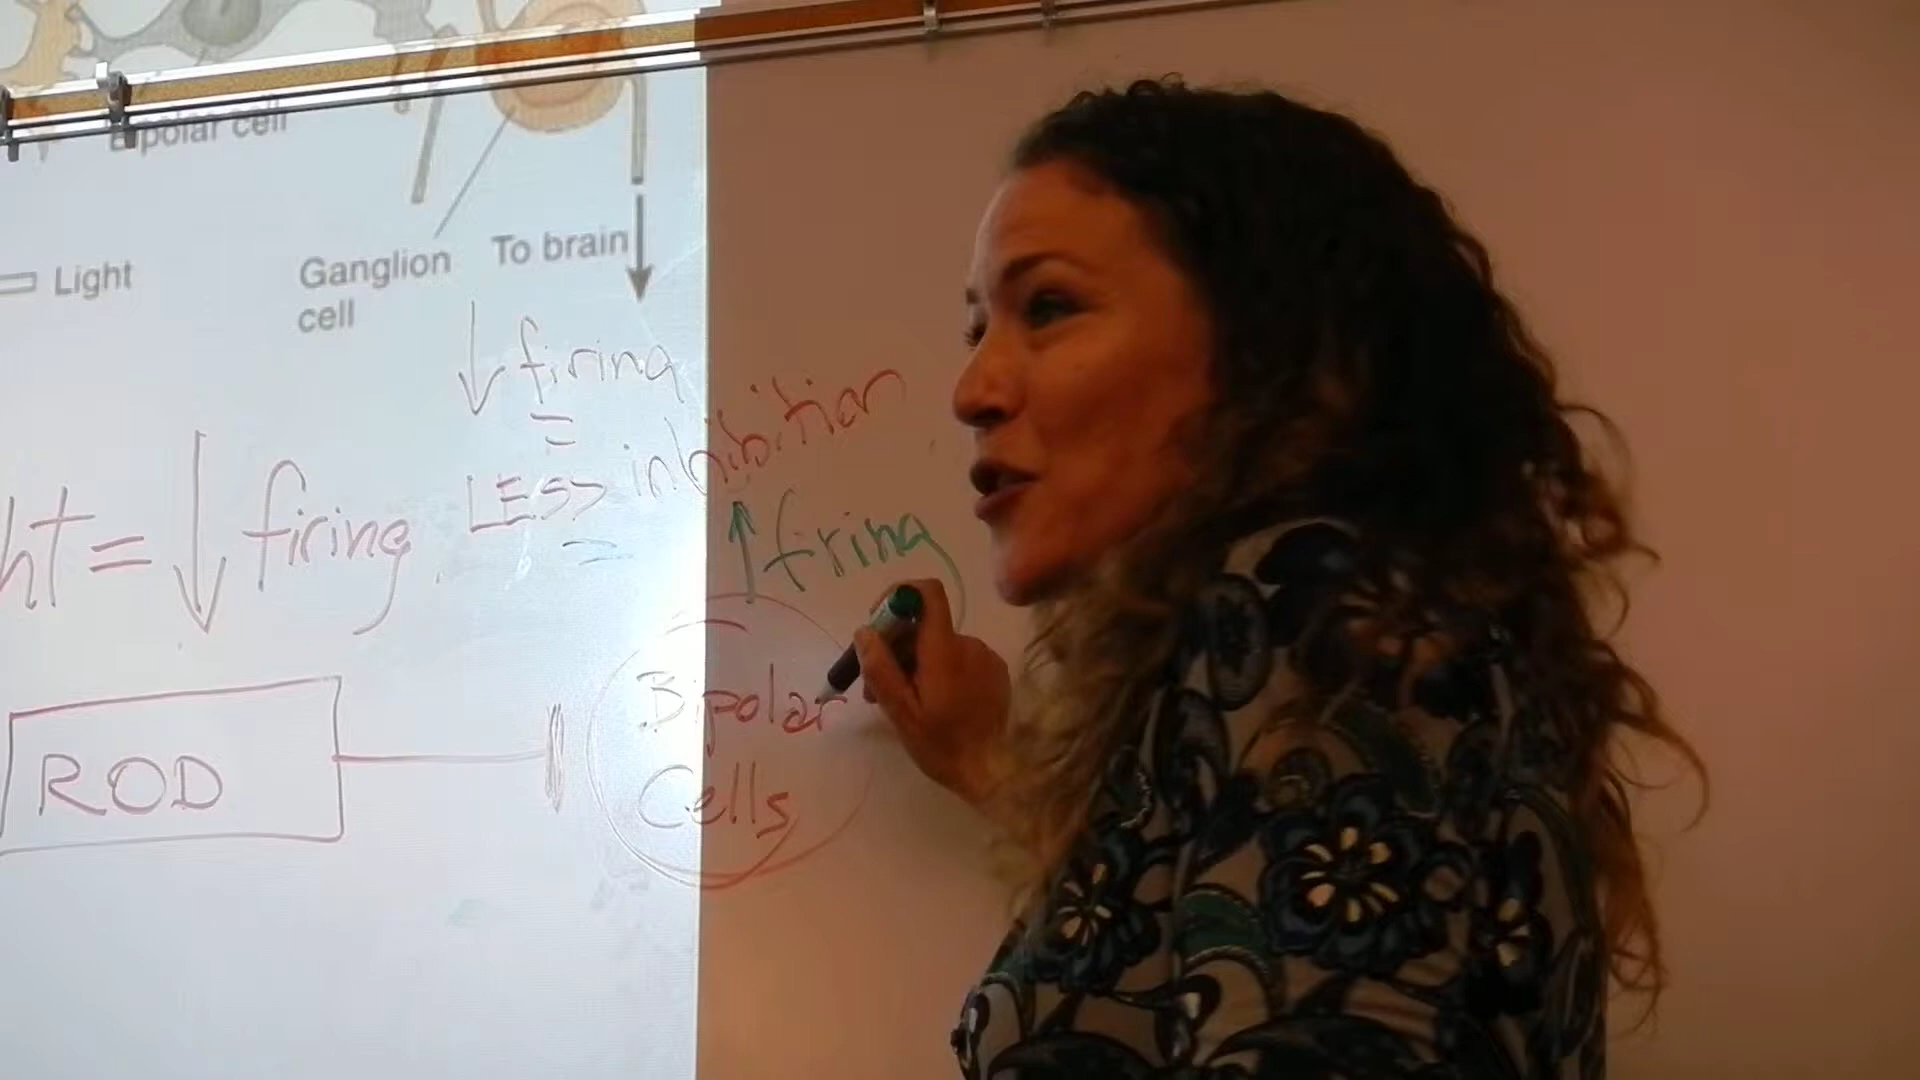 Bipolar cell
Light
Ganglion
cell
To brain
↓ firing
=
LESS inhibition
=
↑ firing
ht = ↓ firing
ROD
Bipolar
Cells